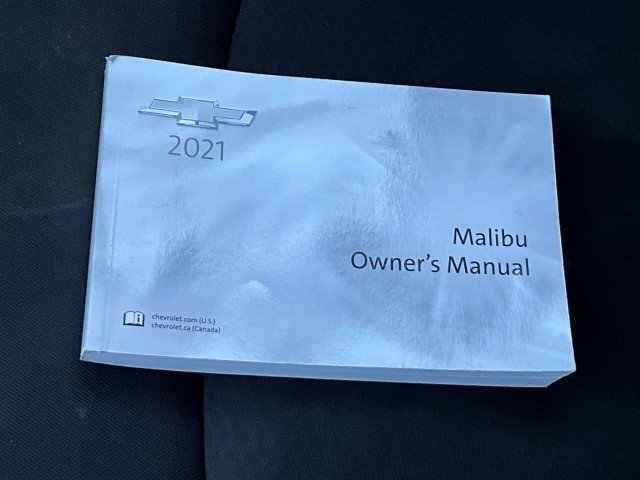 2021
Malibu
Owner's Manual
chevrolet.com (U.S.)
chevrolet.ca (Canada)